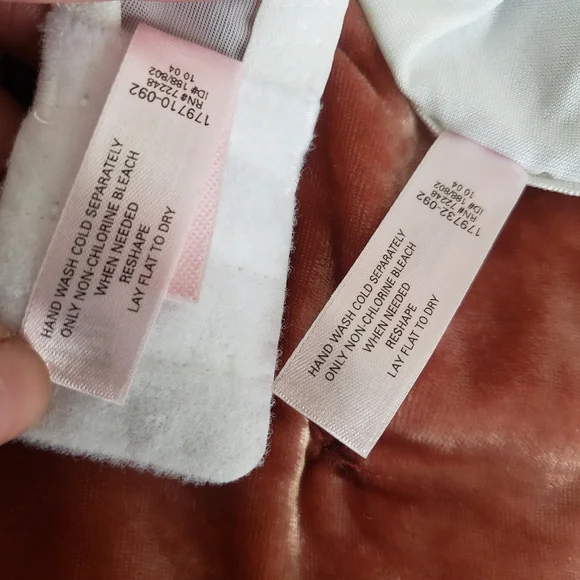 HAND WASH COLD SEPARATELY
ONLY NON-CHLORINE BLEACH
WHEN NEEDED
RESHAPE
LAY FLAT TO DRY
179710-092
RN# 72248
ID# 188/802
10 04
HAND WASH COLD SEPARATELY
ONLY NON-CHLORINE BLEACH
WHEN NEEDED
RESHAPE
LAY FLAT TO DRY
179732-092
RN# 72248
ID# 188/802
10 04